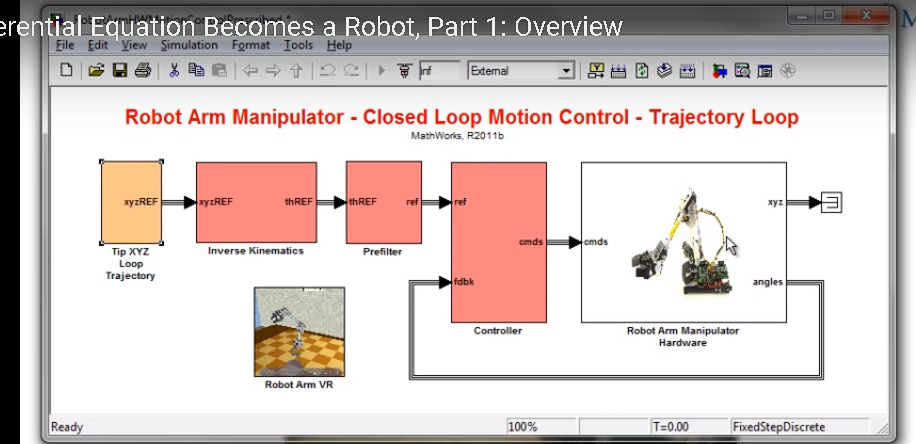 erential Equation Becomes a Robot, Part 1: Overview
File Edit View Simulation Format Tools Help
inf External
Robot Arm Manipulator - Closed Loop Motion Control - Trajectory Loop
MathWorks, R2011b
xyzREF xyzREF thREF thREF ref ref xyz
cmds cmds
Tip XYZ
Loop
Trajectory
Inverse Kinematics
Prefilter
fdbk angles
Controller
Robot Arm Manipulator
Hardware
Robot Arm VR
Ready 100% T=0.00 FixedStepDiscrete